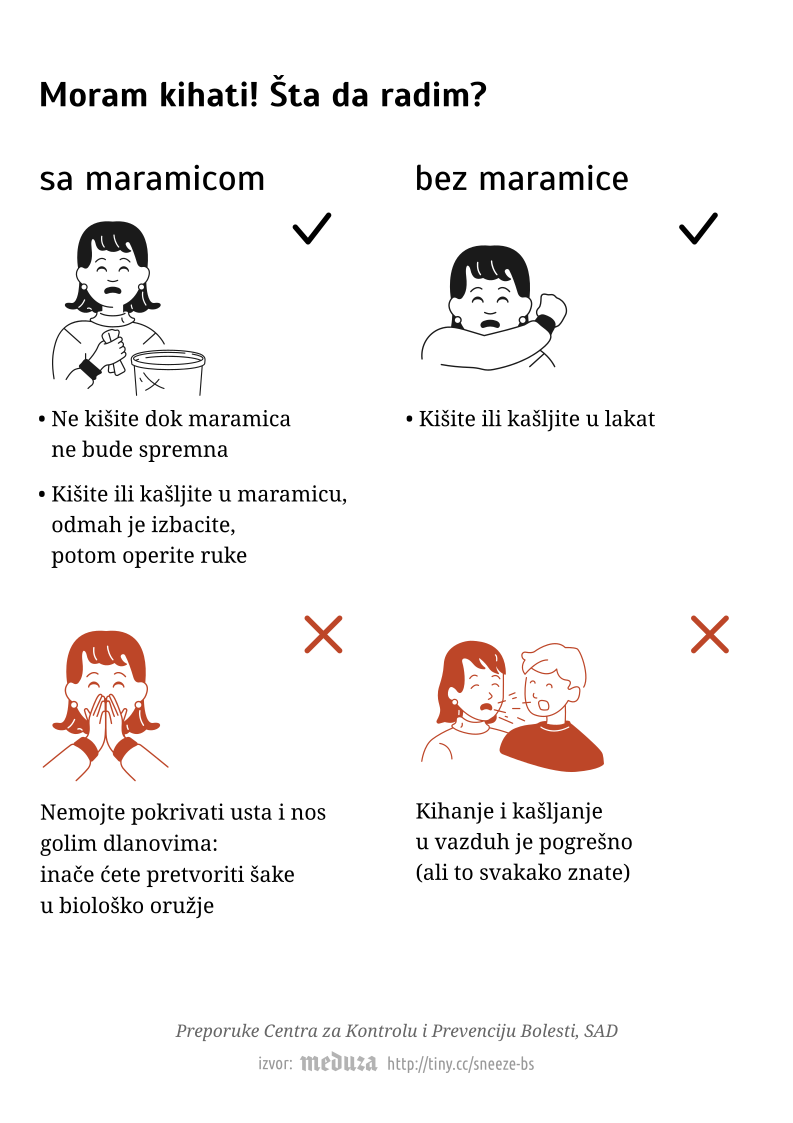 Moram kihati! Šta da radim?
sa maramicom
• Ne kišite dok maramica
ne bude spremna
• Kišite ili kašljite u maramicu,
odmah je izbacite,
potom operite ruke
bez maramice
• Kišite ili kašljite u lakat
Nemojte pokrivati usta i nos
golim dlanovima:
inače ćete pretvoriti šake
u biološko oružje
Kihanje i kašljanje
u vazduh je pogrešno
(ali to svakako znate)
Preporuke Centra za Kontrolu i Prevenciju Bolesti, SAD
izvor: meduza http://tiny.cc/sneeze-bs